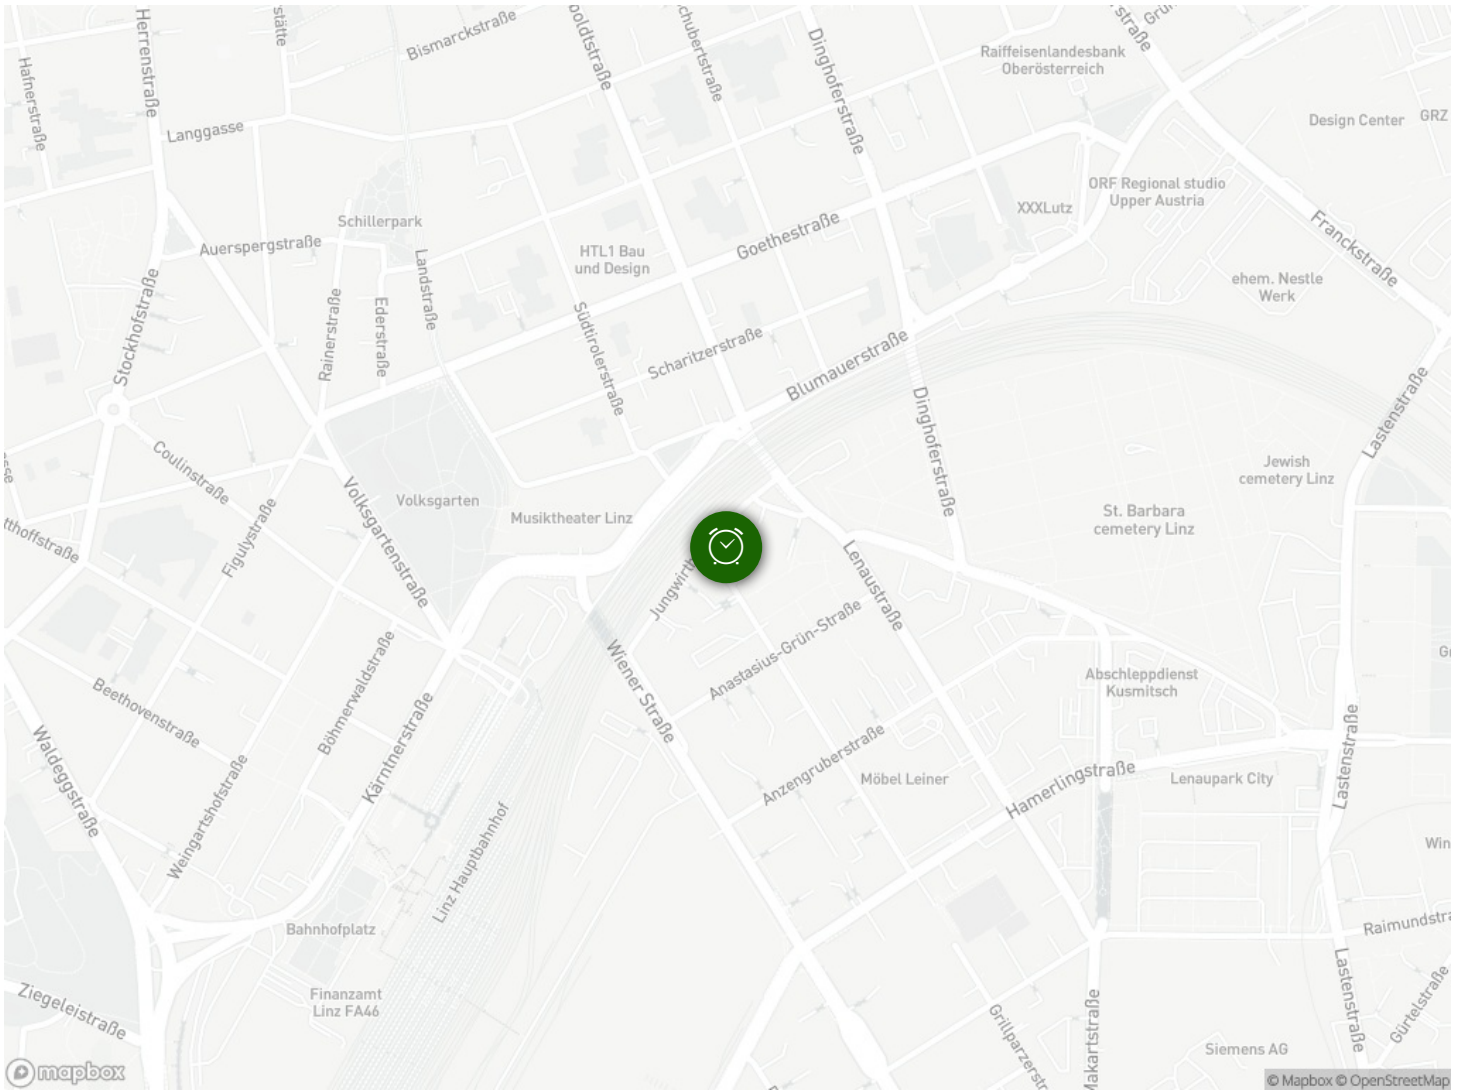 Herrenstraße
stätte
Bismarckstraße
Dinghoferstraße
Raiffeisenlandesbank
Oberösterreich
Hafnerstraße
Langgasse
Design Center
GRZ
Schillerpark
Auerspergstraße
Landstraße
HTL1 Bau
und Design
Goethestraße
XXXLutz
ORF Regional studio
Upper Austria
Franckstraße
ehem. Nestle
Werk
Stockhofstraße
Rainerstraße
Ederstraße
Südtirolerstraße
Scharitzerstraße
Blumauerstraße
Dinghoferstraße
Lastenstraße
Coulinstraße
Volksgartenstraße
Volksgarten
Musiktheater Linz
Jewish
cemetery Linz
St. Barbara
cemetery Linz
Figulystraße
Lenaustraße
Anastasius-Grün-Straße
Wiener Straße
Beethovenstraße
Böhmerwaldstraße
Kärntnerstraße
Abschleppdienst
Kusmitsch
Waldeggstraße
Weingartshofstraße
Anzengruberstraße
Möbel Leiner
Hamerlingstraße
Lenaupark City
Lastenstraße
Linz Hauptbahnhof
Bahnhofplatz
Finanzamt
Linz FA46
Ziegeleistraße
Lastenstraße
Gürtelstraße
Siemens AG
mapbox
© Mapbox © OpenStreetMap